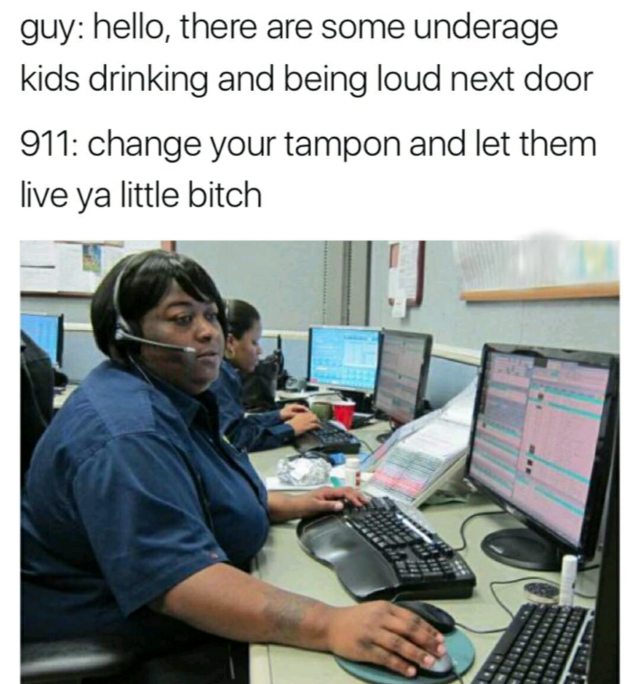 guy: hello, there are some underage
kids drinking and being loud next door
911: change your tampon and let them
live ya little bitch